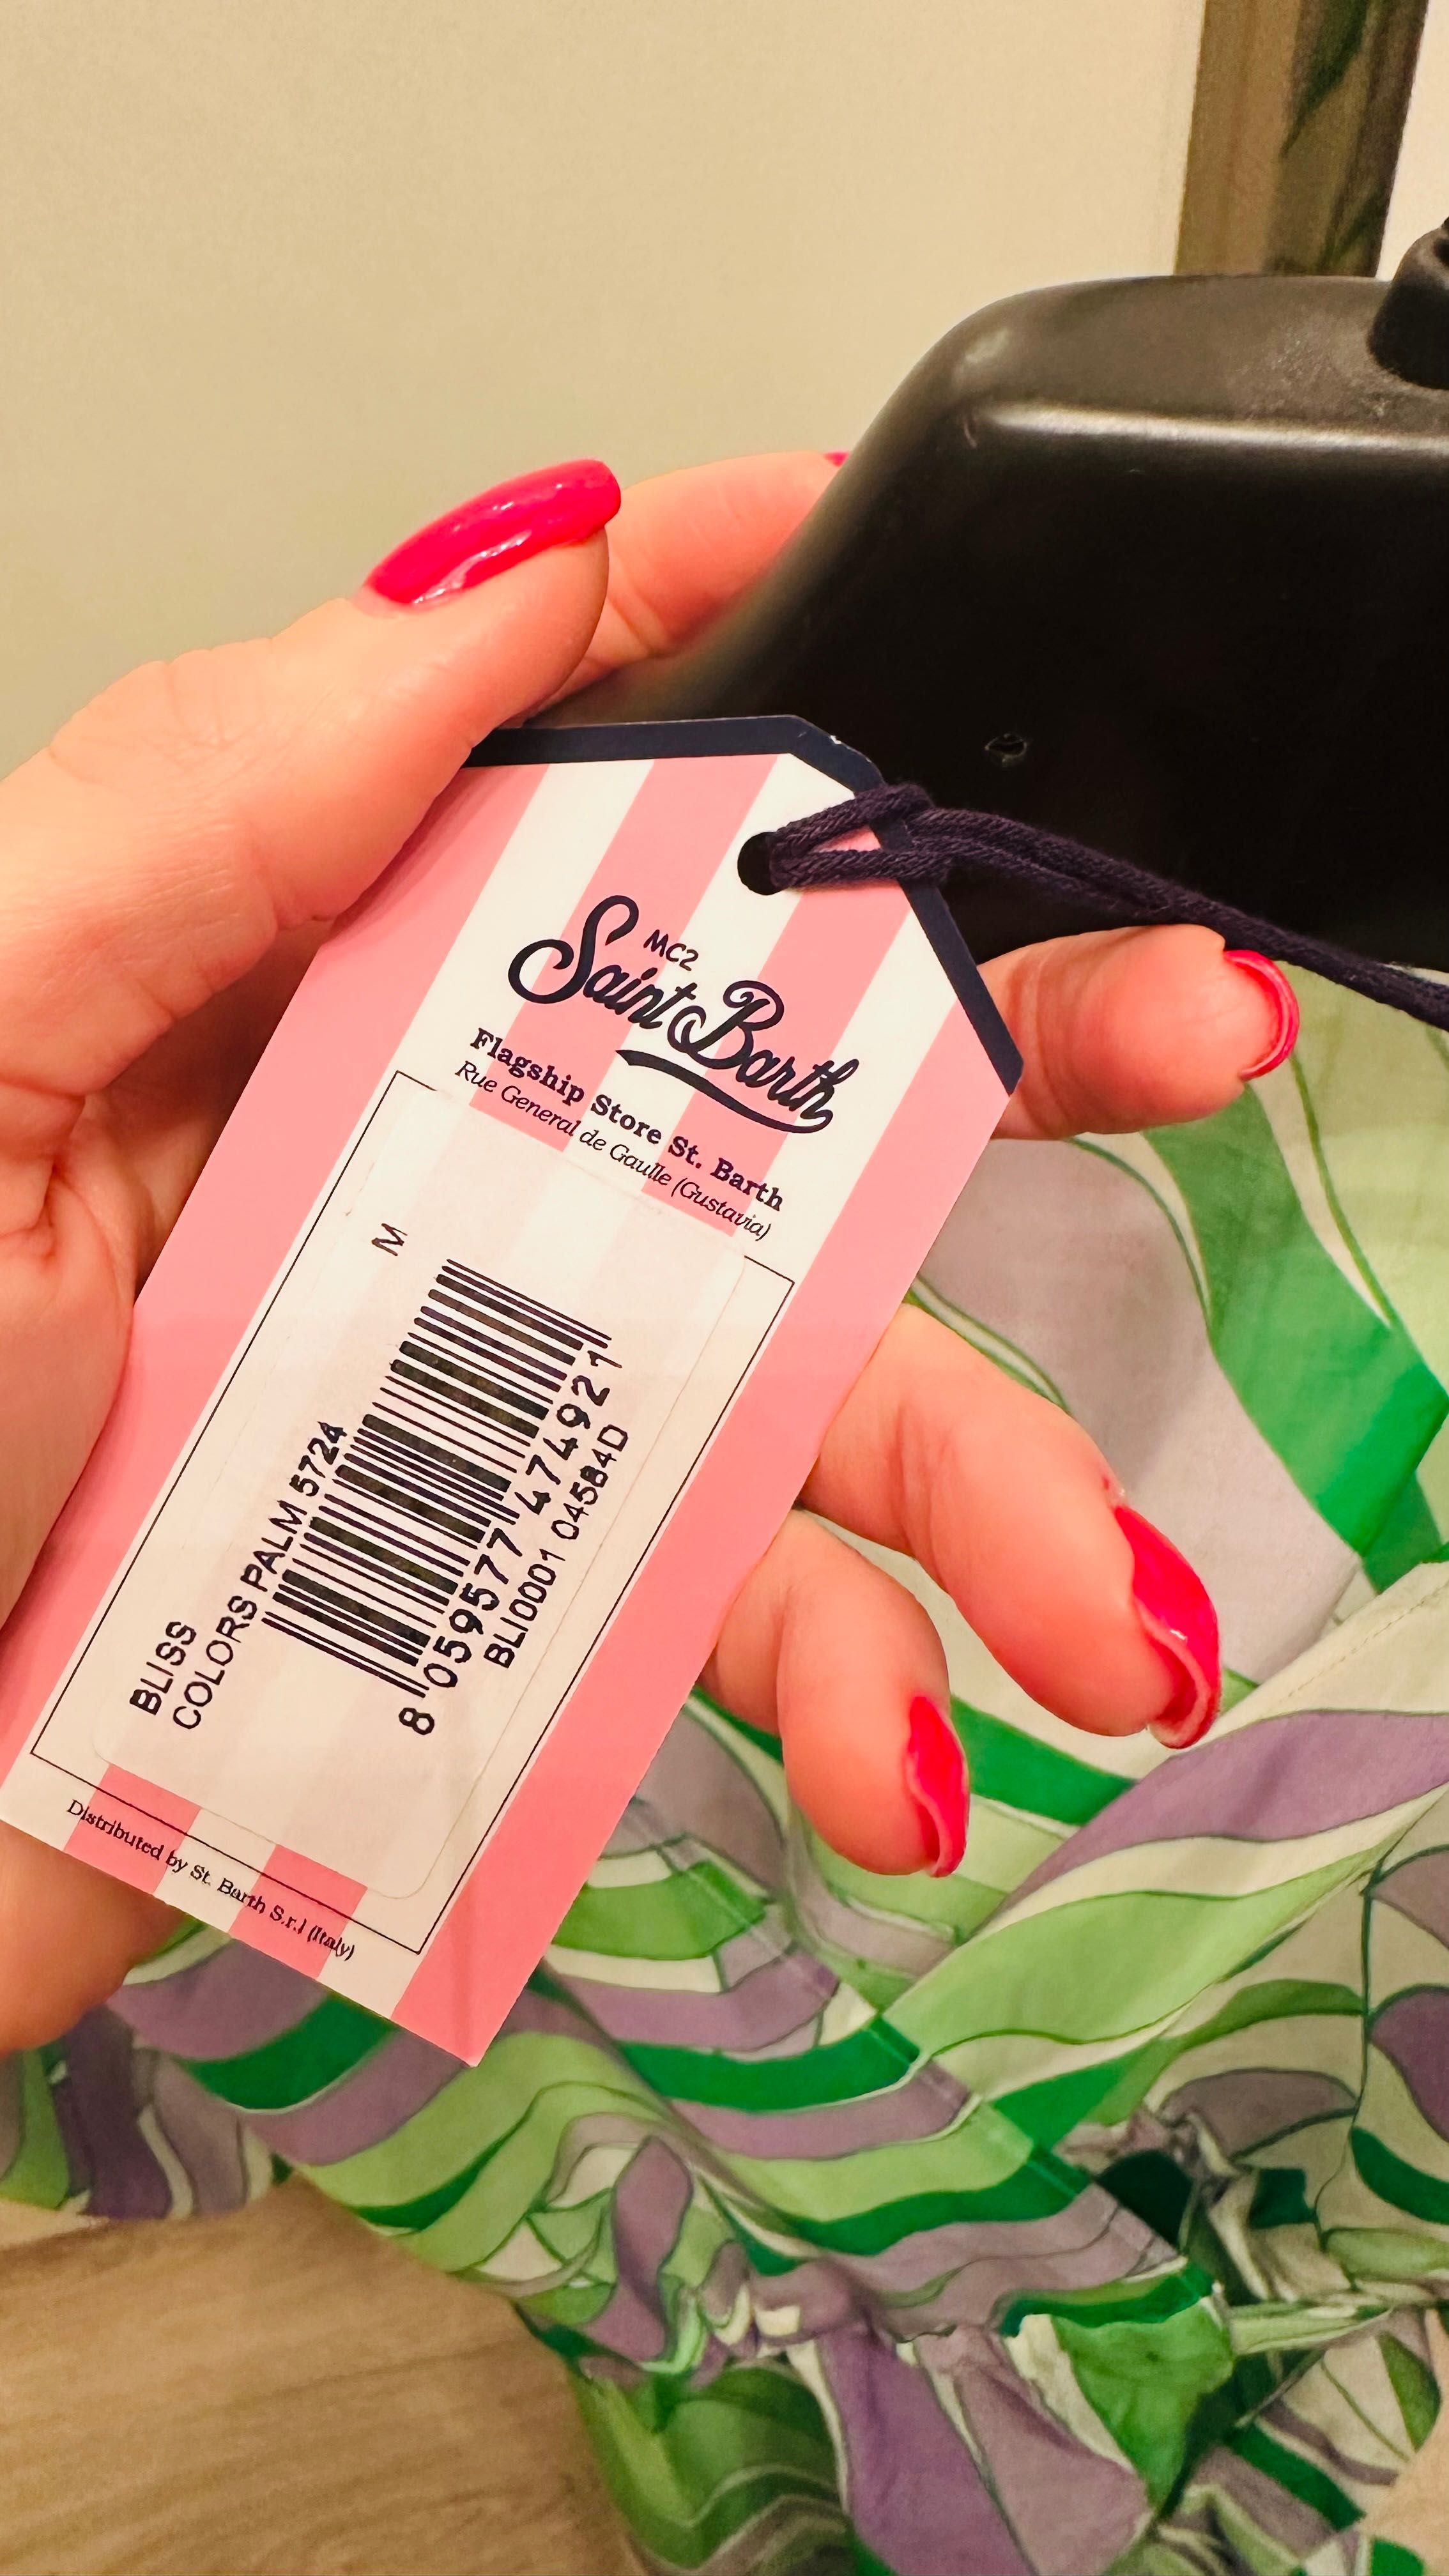 MC2
Saint Barth
Flagship Store St. Barth
Rue General de Gaulle (Gustavia)
M
BLISS
COLORS PALM 5724
8 059577 474921
BLI0001 045B4D
Distributed by St. Barth S.r.l (Italy)